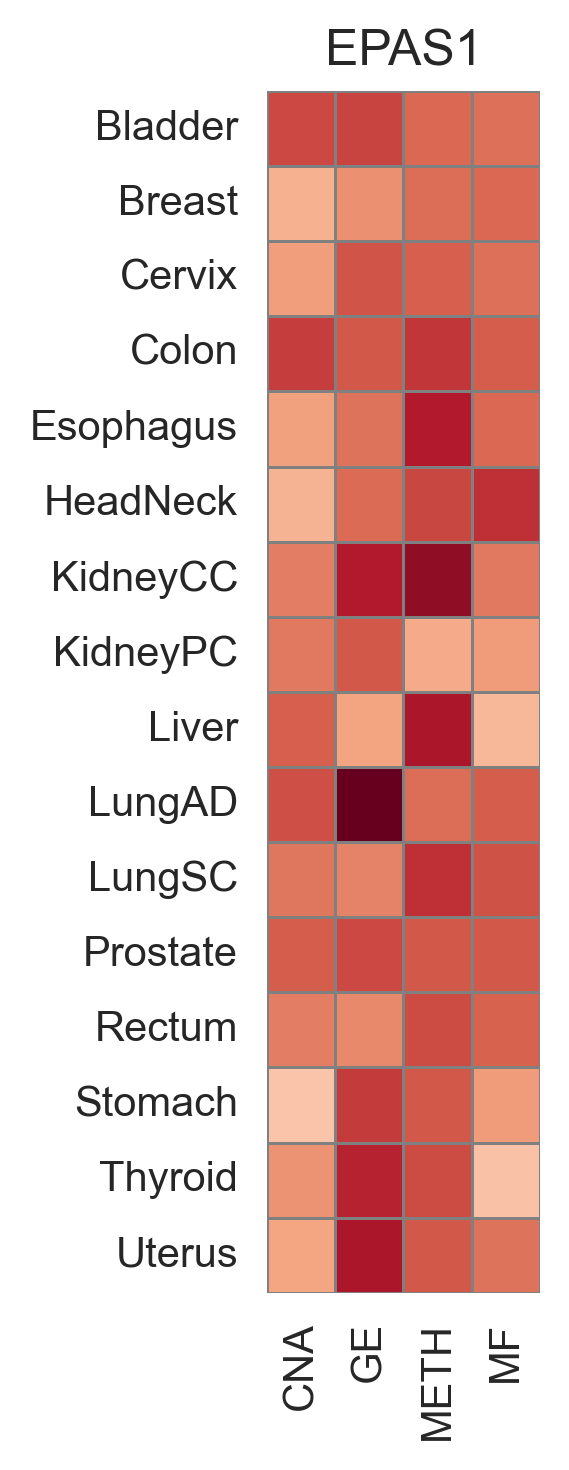 EPAS1
Bladder
Breast
Cervix
Colon
Esophagus
HeadNeck
KidneyCC
KidneyPC
Liver
LungAD
LungSC
Prostate
Rectum
Stomach
Thyroid
Uterus
CNA
GE
METH
MF